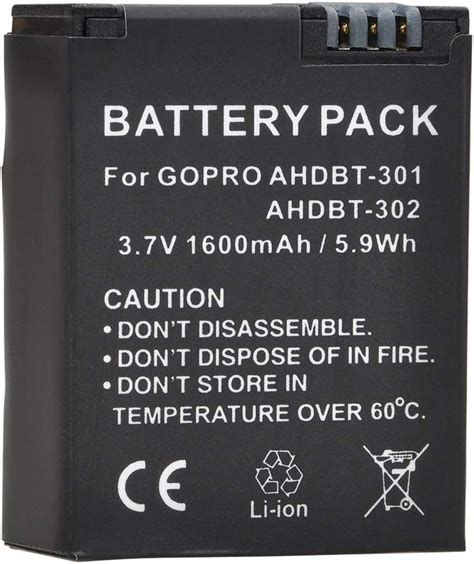 BATTERY PACK
For GOPRO AHDBT-301
AHDBT-302
3.7V 1600mAh / 5.9Wh
CAUTION
• DON'T DISASSEMBLE.
• DON'T DISPOSE OF IN FIRE.
• DON'T STORE IN
TEMPERATURE OVER 60°C.
CE
Li-ion